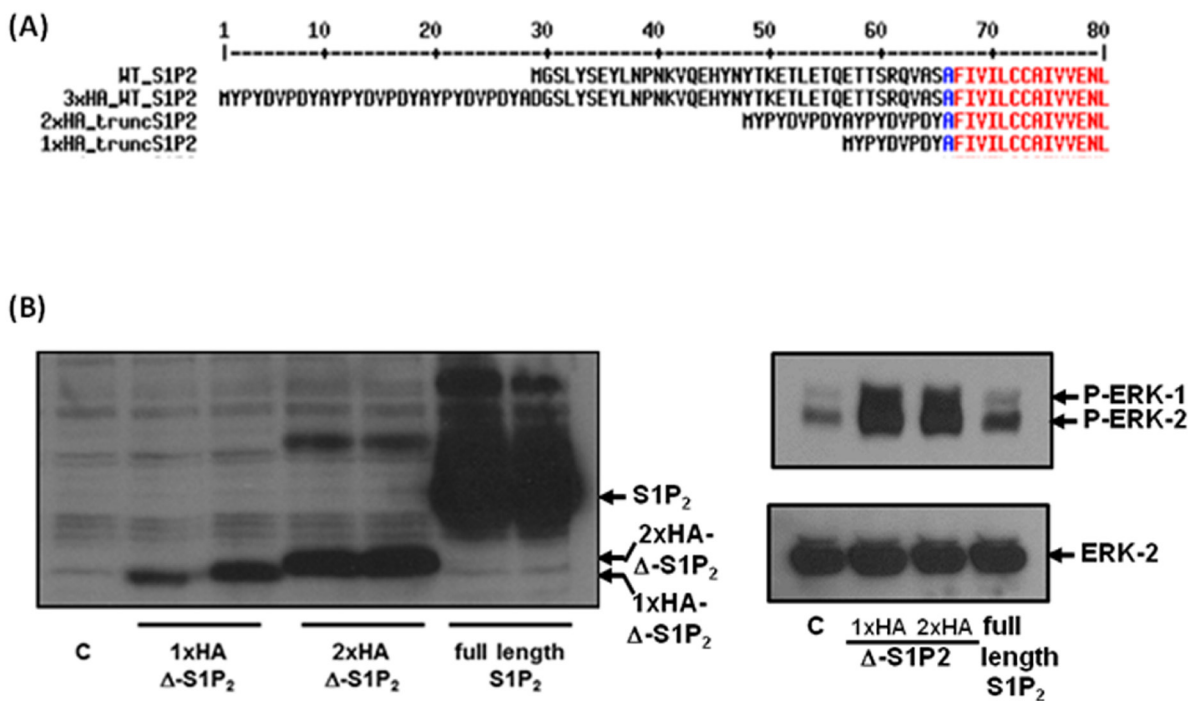 (A)
1 10 20 30 40 50 60 70 80
WT_S1P2 MGSLYSEYLNPNKVQEHYNYTKETLETQETTSRQVASAFIVILCCAIVVENL
3xHA_WT_S1P2 MYPYDVPDYAYPYDVPDYAYPYDVPDYADGSLYSEYLNPNKVQEHYNYTKETLETQETTSRQVASAFIVILCCAIVVENL
2xHA_truncS1P2 MYPYDVPDYAYPYDVPDYAFIVILCCAIVVENL
1xHA_truncS1P2 MYPYDVPDYAFIVILCCAIVVENL
(B)
S1P₂
2xHA-
Δ-S1P₂
1xHA-
Δ-S1P₂
C
1xHA
Δ-S1P₂
2xHA
Δ-S1P₂
full length
S1P₂
P-ERK-1
P-ERK-2
ERK-2
C
1xHA 2xHA
Δ-S1P2
full
length
S1P₂